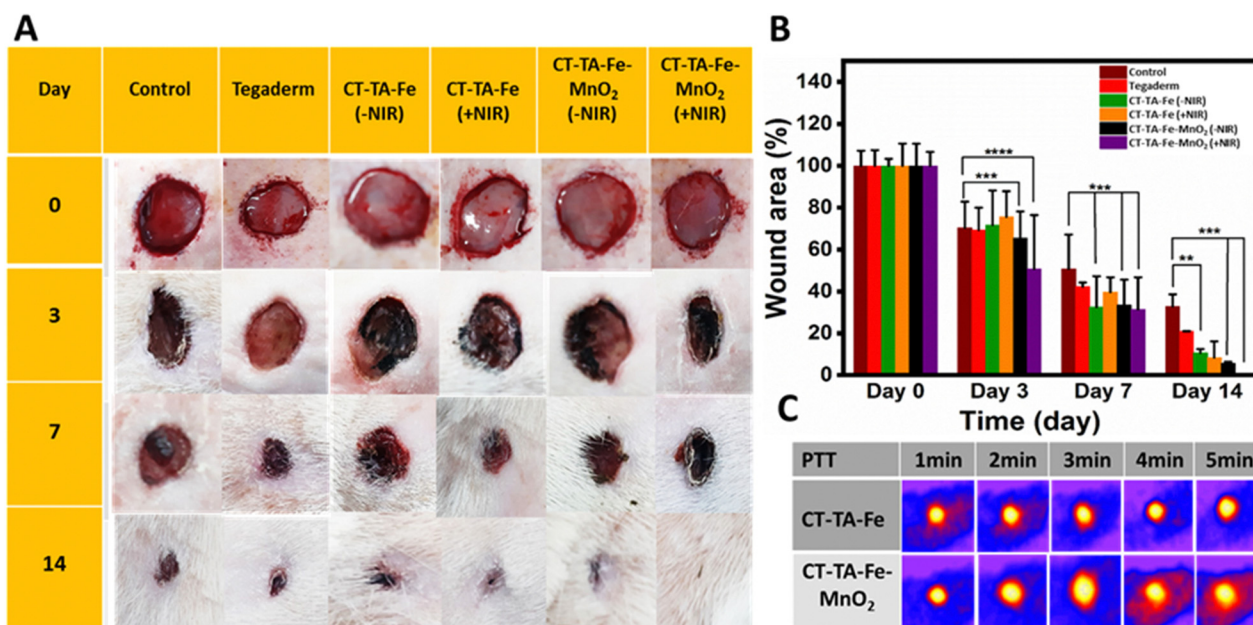 A
Day
Control
Tegaderm
CT-TA-Fe
(-NIR)
CT-TA-Fe
(+NIR)
CT-TA-Fe-
MnO₂
(-NIR)
CT-TA-Fe-
MnO₂
(+NIR)
0
3
7
14
B
Wound area (%)
140
120
100
80
60
40
20
0
Control
Tegaderm
CT-TA-Fe (-NIR)
CT-TA-Fe (+NIR)
CT-TA-Fe-MnO₂ (-NIR)
CT-TA-Fe-MnO₂ (+NIR)
****
***
***
***
**
Day 0 Day 3 Day 7 Day 14
Time (day)
C
PTT 1min 2min 3min 4min 5min
CT-TA-Fe
CT-TA-Fe-
MnO₂